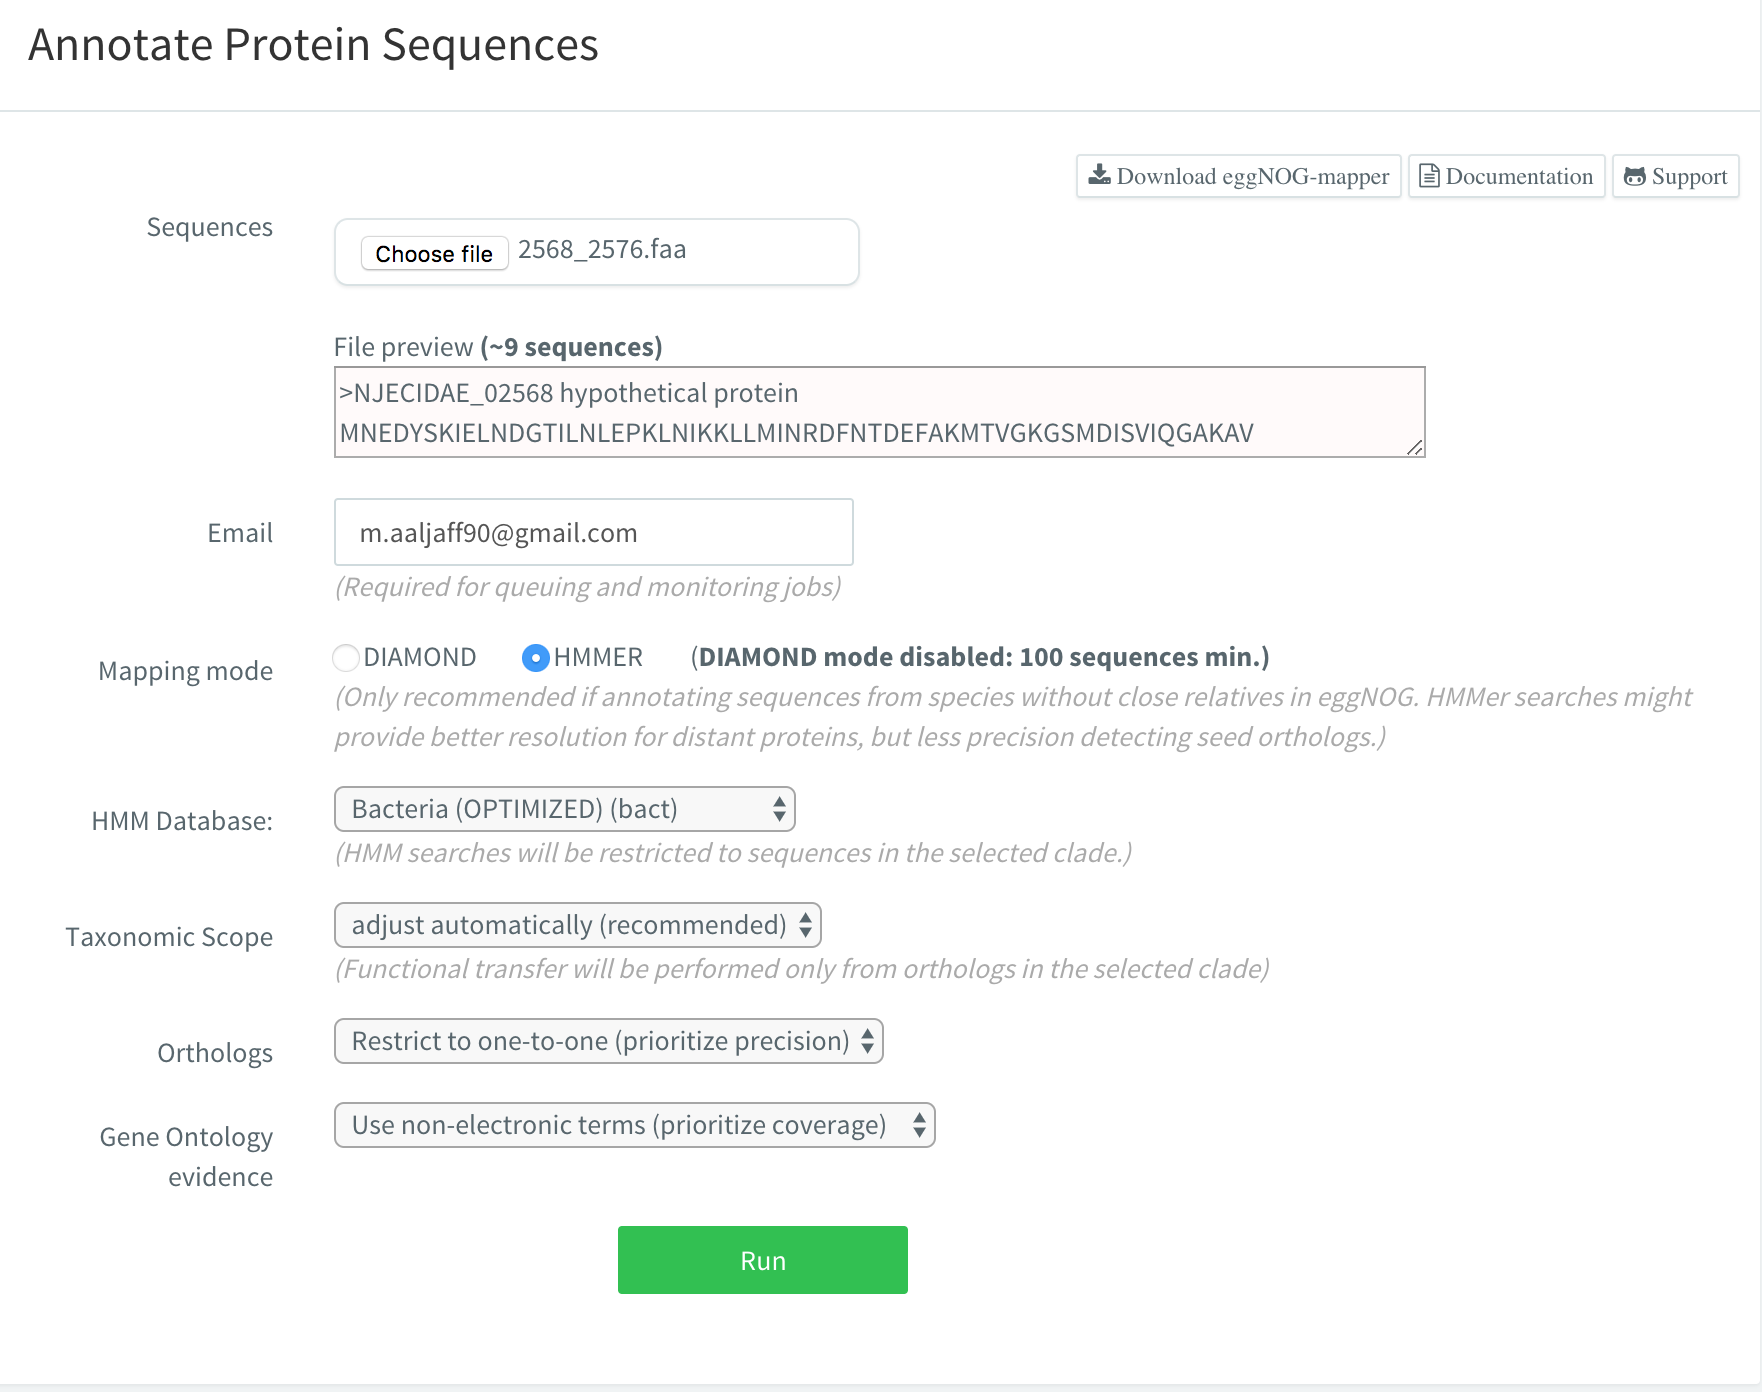 Annotate Protein Sequences
Download eggNOG-mapper
Documentation
Support
Sequences
Choose file 2568_2576.faa
File preview (~9 sequences)
>NJECIDAE_02568 hypothetical protein
MNEDYSKIELNDGTILNLEPKLNIKKLLMINRDFNTDEFAKMTVGKGSMDISVIQGAKAV
Email
m.aaljaff90@gmail.com
(Required for queuing and monitoring jobs)
Mapping mode
DIAMOND HMMER (DIAMOND mode disabled: 100 sequences min.)
(Only recommended if annotating sequences from species without close relatives in eggNOG. HMMer searches might
provide better resolution for distant proteins, but less precision detecting seed orthologs.)
HMM Database:
Bacteria (OPTIMIZED) (bact)
(HMM searches will be restricted to sequences in the selected clade.)
Taxonomic Scope
adjust automatically (recommended)
(Functional transfer will be performed only from orthologs in the selected clade)
Orthologs
Restrict to one-to-one (prioritize precision)
Gene Ontology
evidence
Use non-electronic terms (prioritize coverage)
Run